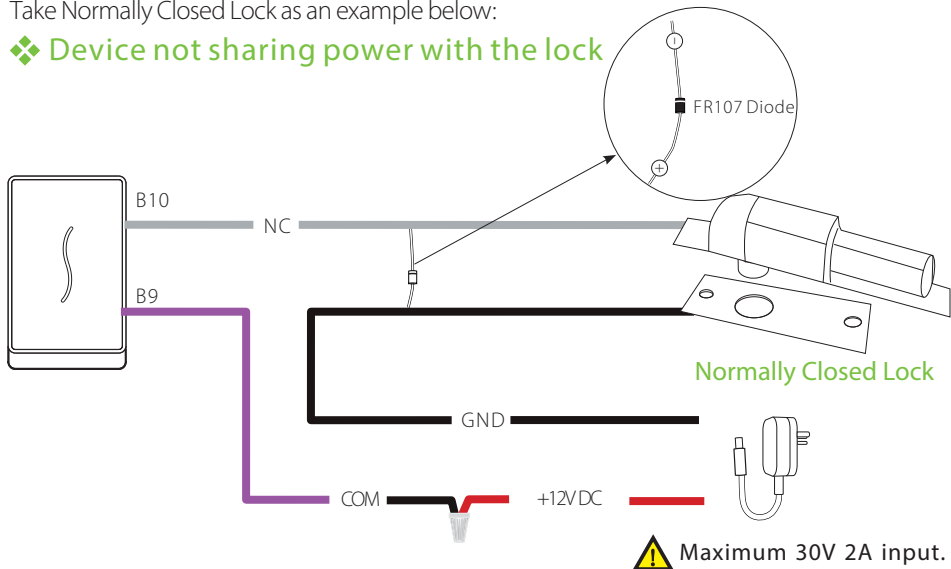 Take Normally Closed Lock as an example below:
❖ Device not sharing power with the lock
−
FR107 Diode
+
B10
NC
B9
Normally Closed Lock
GND
COM
+12V DC
Maximum 30V 2A input.